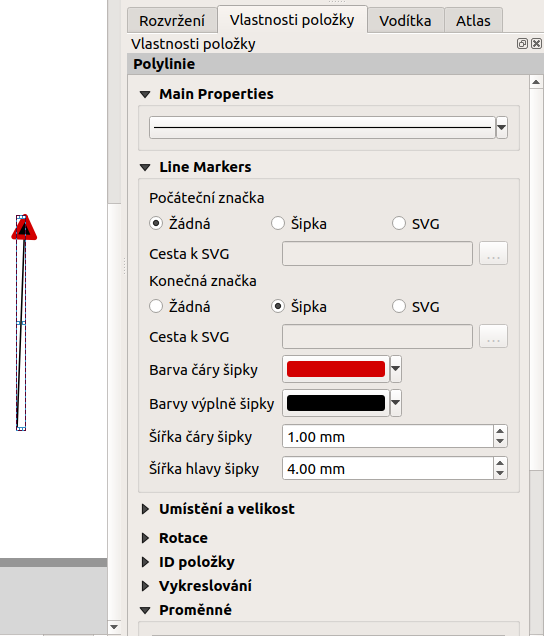 Rozvržení Vlastnosti položky Vodítka Atlas
Vlastnosti položky
Polylinie
Main Properties
Line Markers
Počáteční značka
Žádná Šipka SVG
Cesta k SVG ...
Konečná značka
Žádná Šipka SVG
Cesta k SVG ...
Barva čáry šipky
Barvy výplně šipky
Šířka čáry šipky 1.00 mm
Šířka hlavy šipky 4.00 mm
Umístění a velikost
Rotace
ID položky
Vykreslování
Proměnné